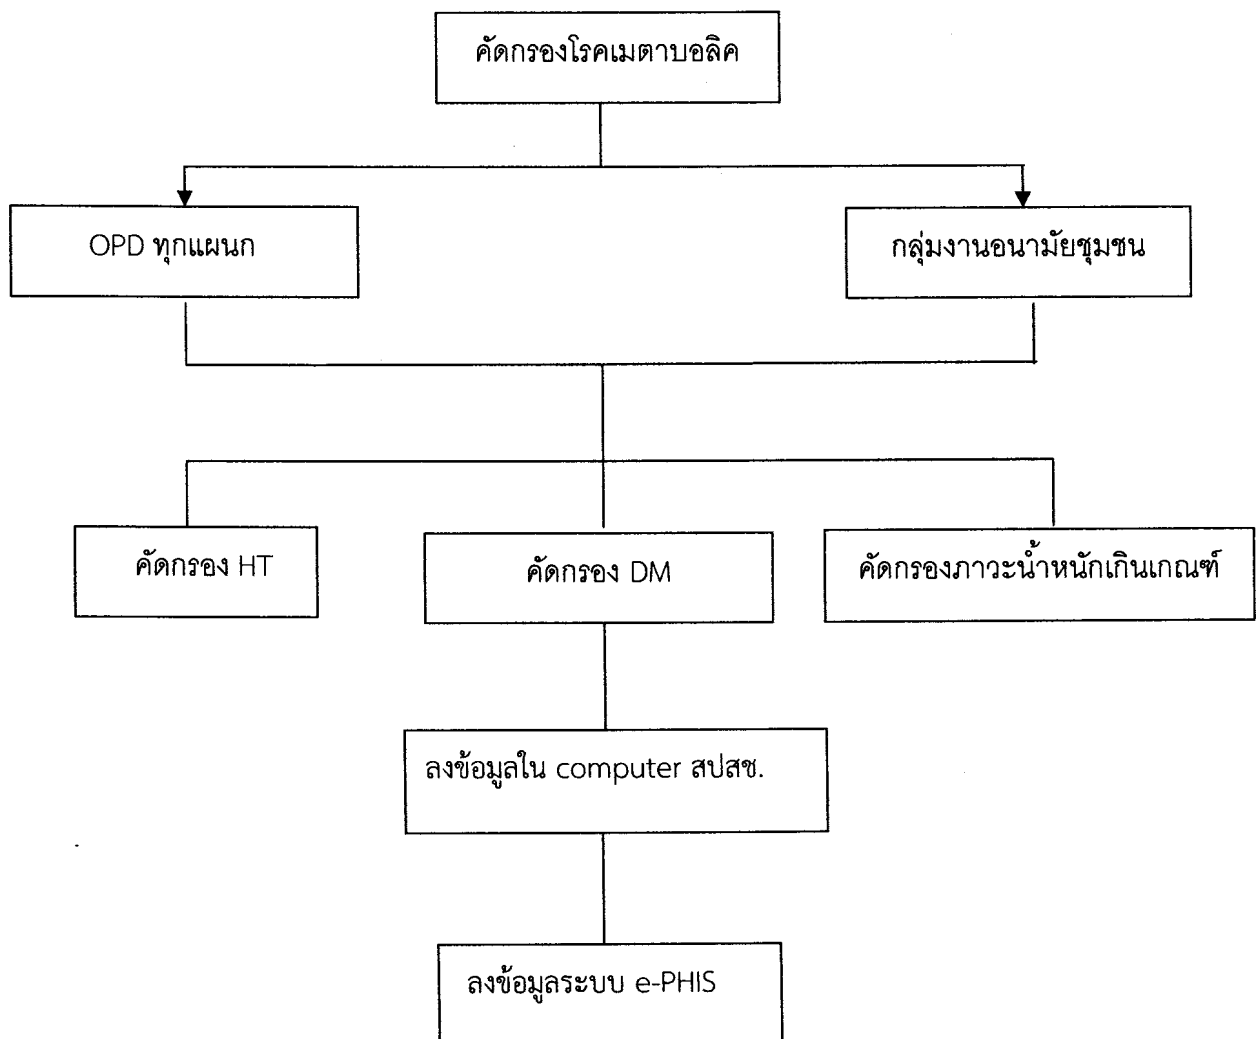 คัดกรองโรคเมตาบอลิค
OPD ทุกแผนก
กลุ่มงานอนามัยชุมชน
คัดกรอง HT
คัดกรอง DM
คัดกรองภาวะน้ำหนักเกินเกณฑ์
ลงข้อมูลใน computer สปสช.
ลงข้อมูลระบบ e-PHIS